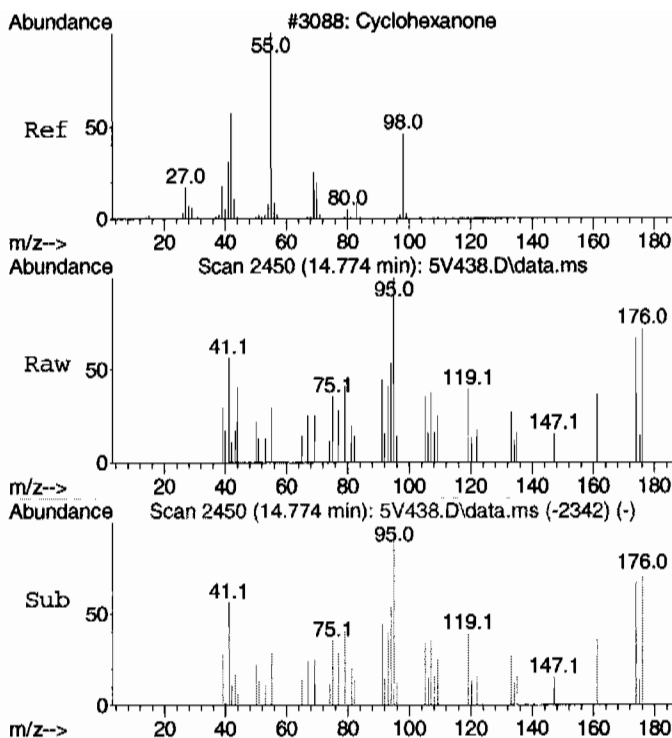 Abundance #3088: Cyclohexanone
55.0
Ref
50
98.0
27.0
80.0
0
m/z--> 20 40 60 80 100 120 140 160 180
Abundance Scan 2450 (14.774 min): 5V438.D\data.ms
95.0
176.0
Raw
41.1
50
75.1
119.1
147.1
0
m/z--> 20 40 60 80 100 120 140 160 180
Abundance Scan 2450 (14.774 min): 5V438.D\data.ms (-2342) (-)
95.0
176.0
Sub
41.1
50
75.1
119.1
147.1
0
m/z--> 20 40 60 80 100 120 140 160 180